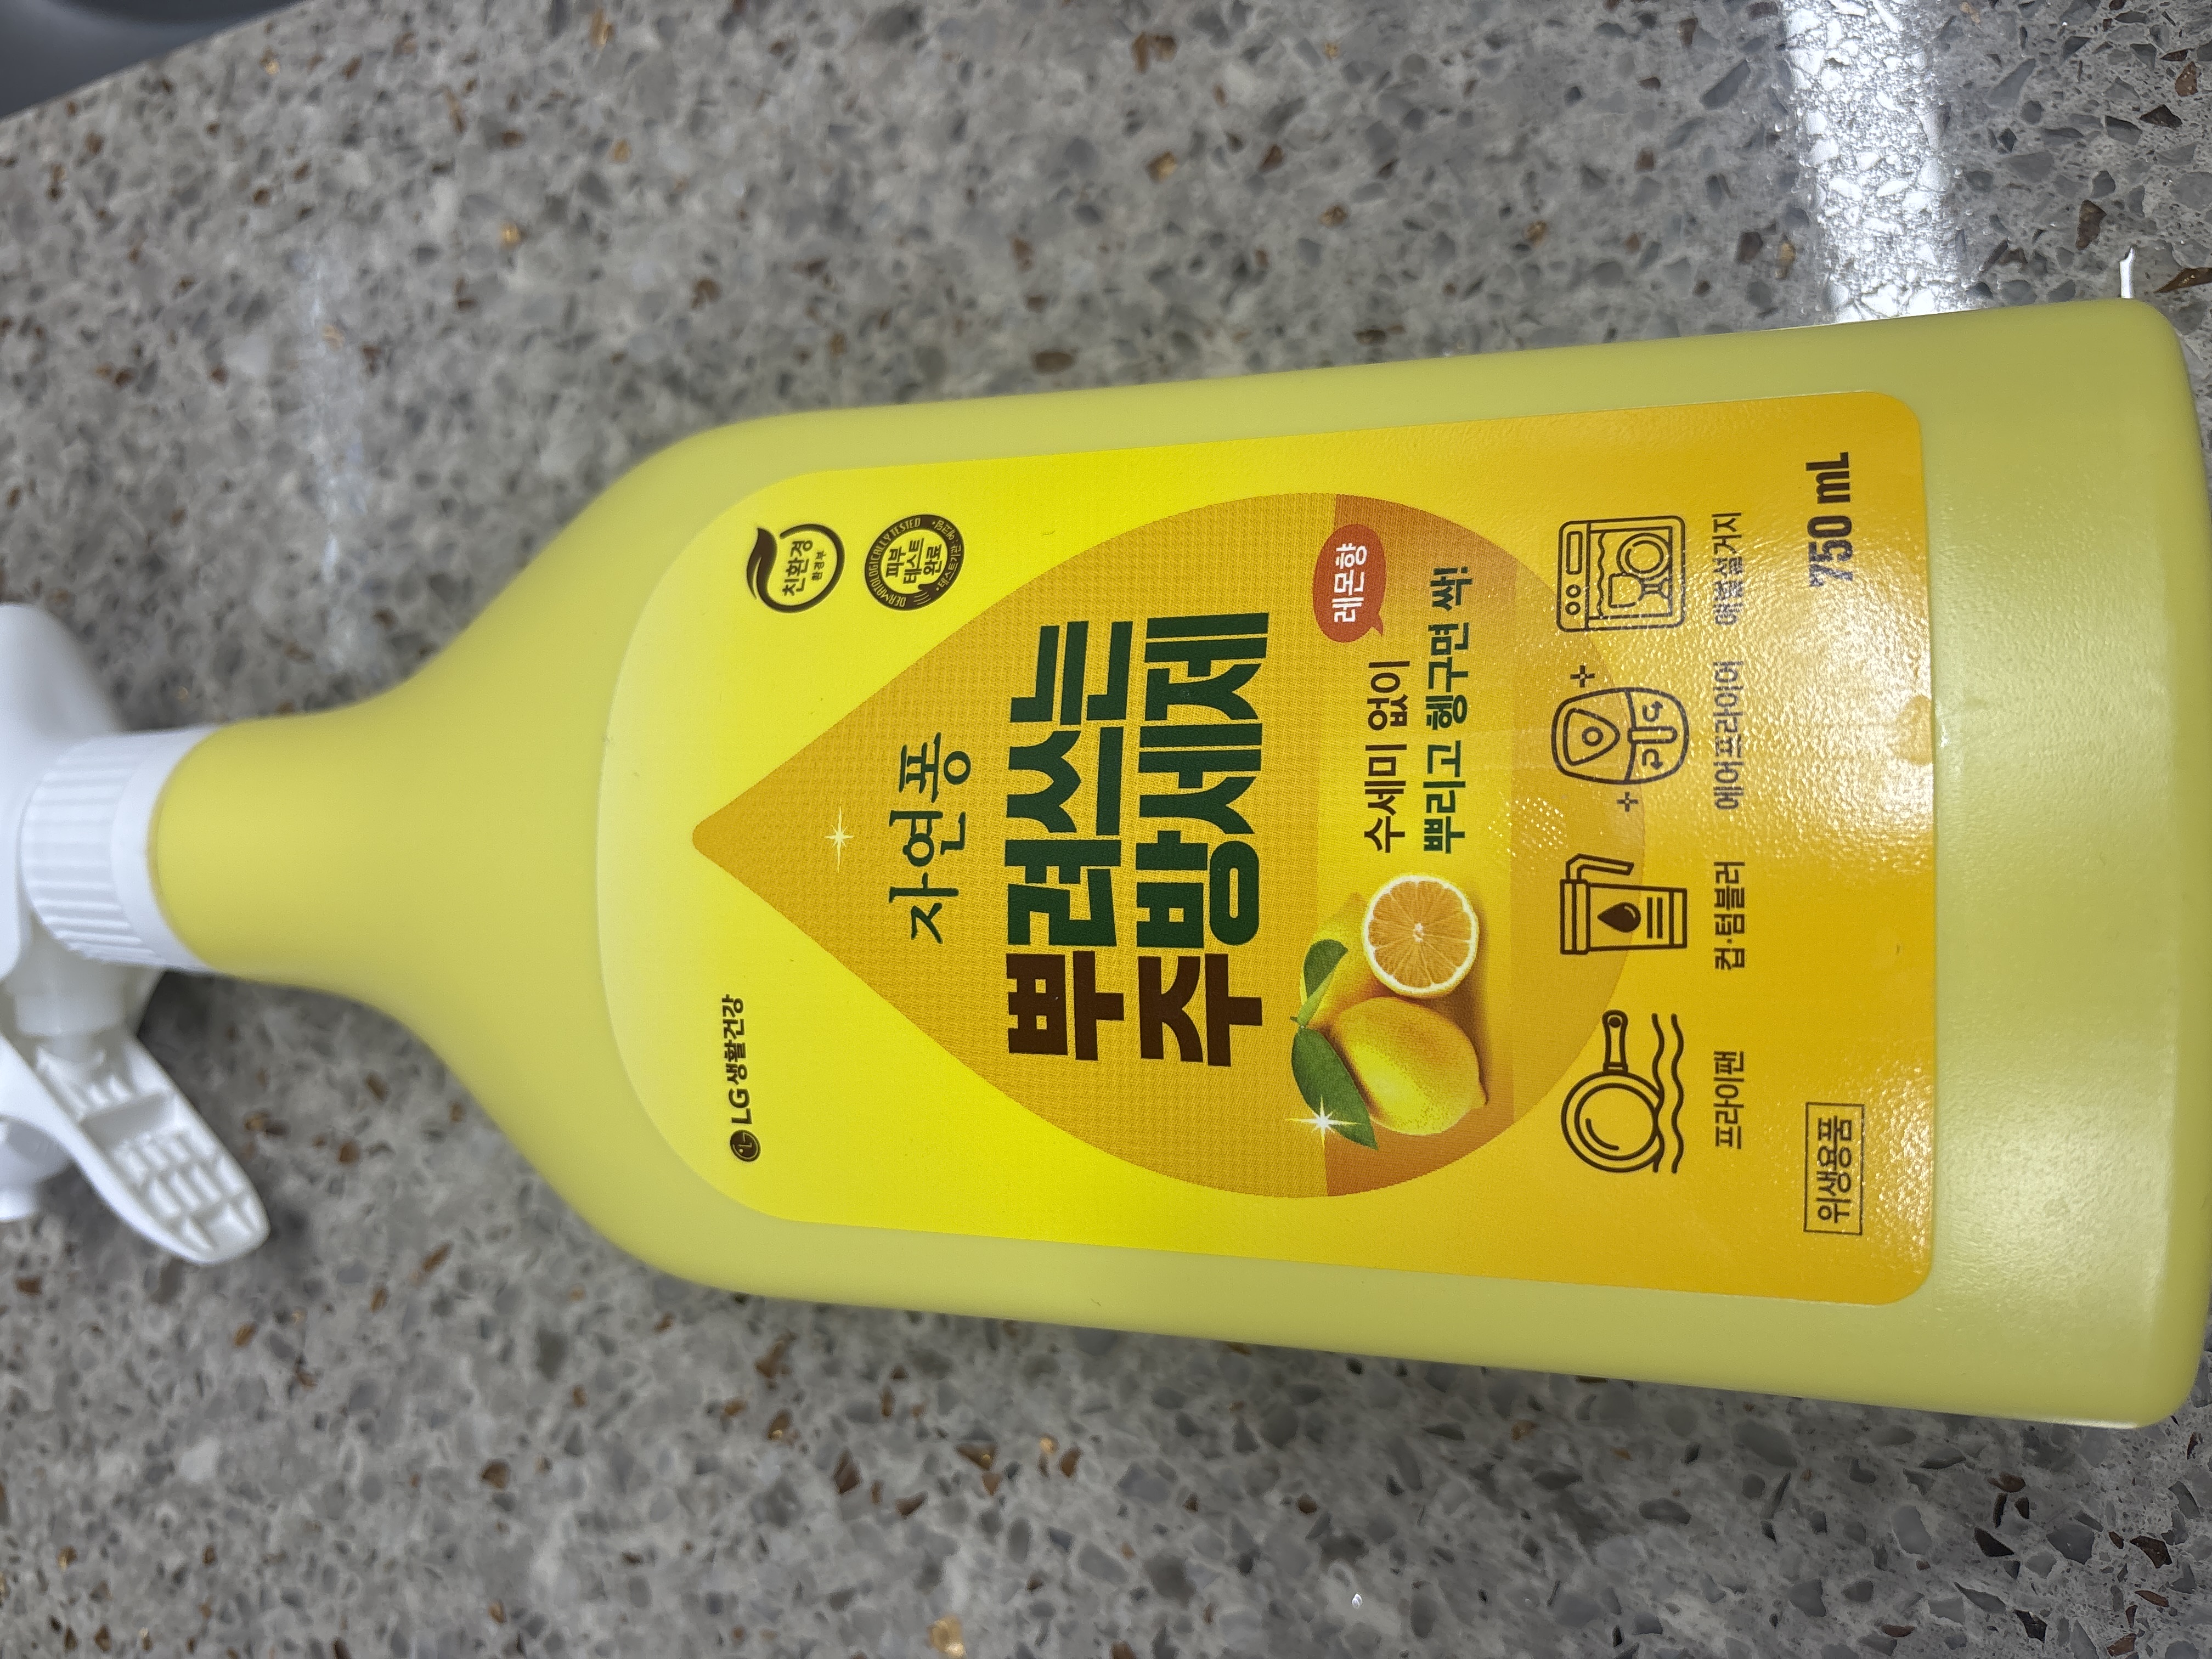 LG생활건강
친환경
환경부
DERMATOLOGICALLY TESTED
피부
테스트
완료
자연퐁
뿌려쓰는
주방세제
레몬향
수세미 없이
뿌리고 헹구면 싹!
프라이팬 컵·텀블러 에어프라이어 애벌설거지
위생용품 750 mL